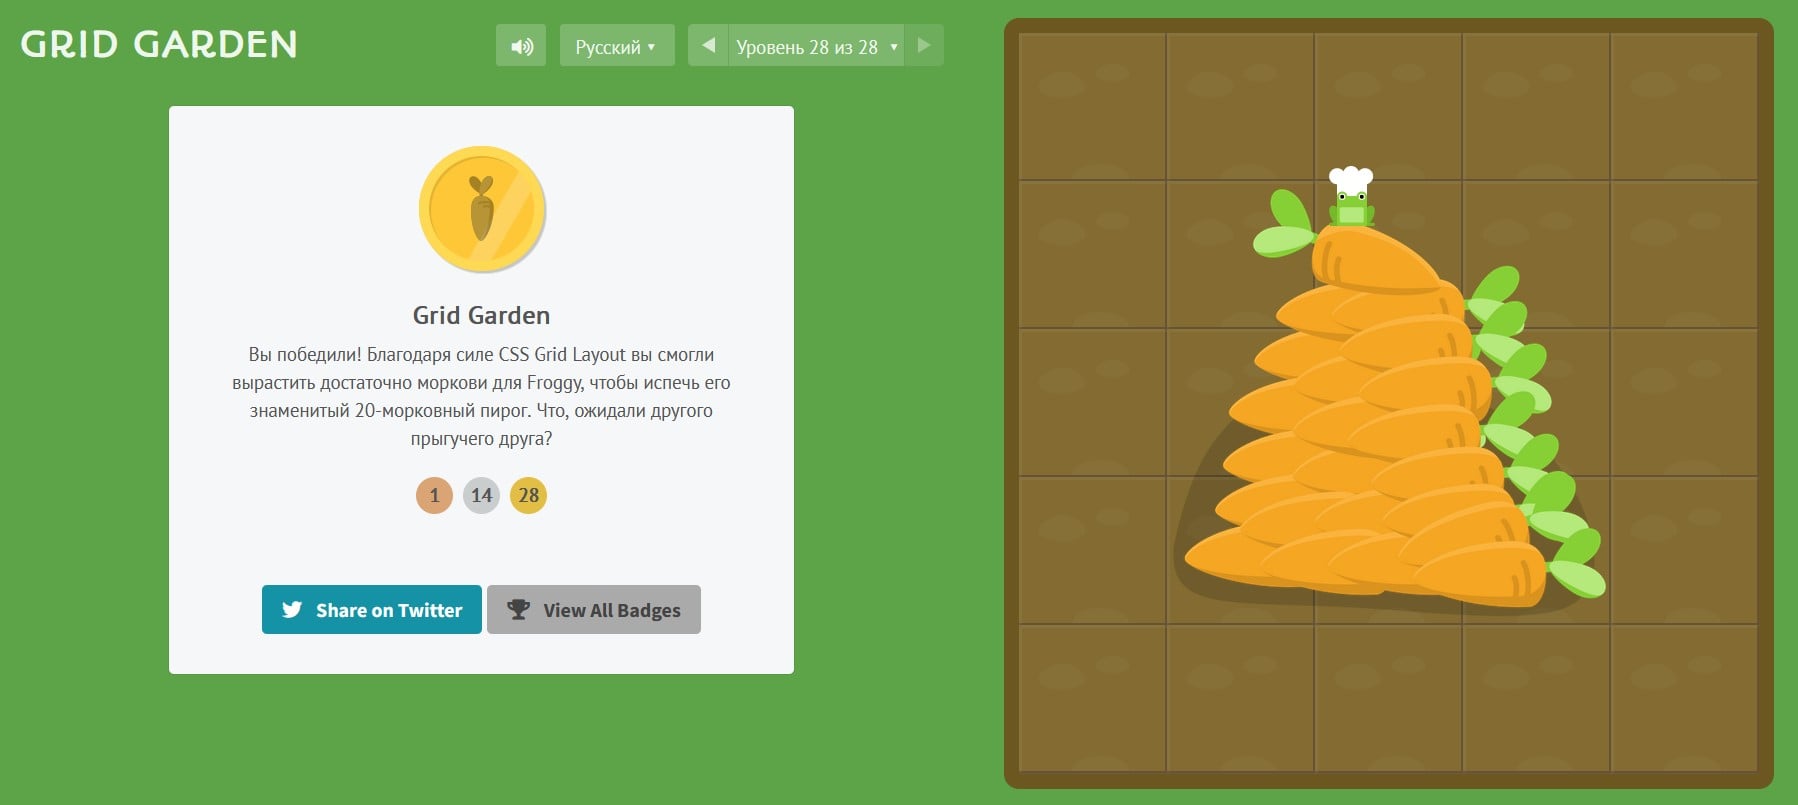 GRID GARDEN
Русский ▼
Уровень 28 из 28 ▼
Grid Garden
Вы победили! Благодаря силе CSS Grid Layout вы смогли
вырастить достаточно моркови для Froggy, чтобы испечь его
знаменитый 20-морковный пирог. Что, ожидали другого
прыгучего друга?
1 14 28
Share on Twitter
View All Badges